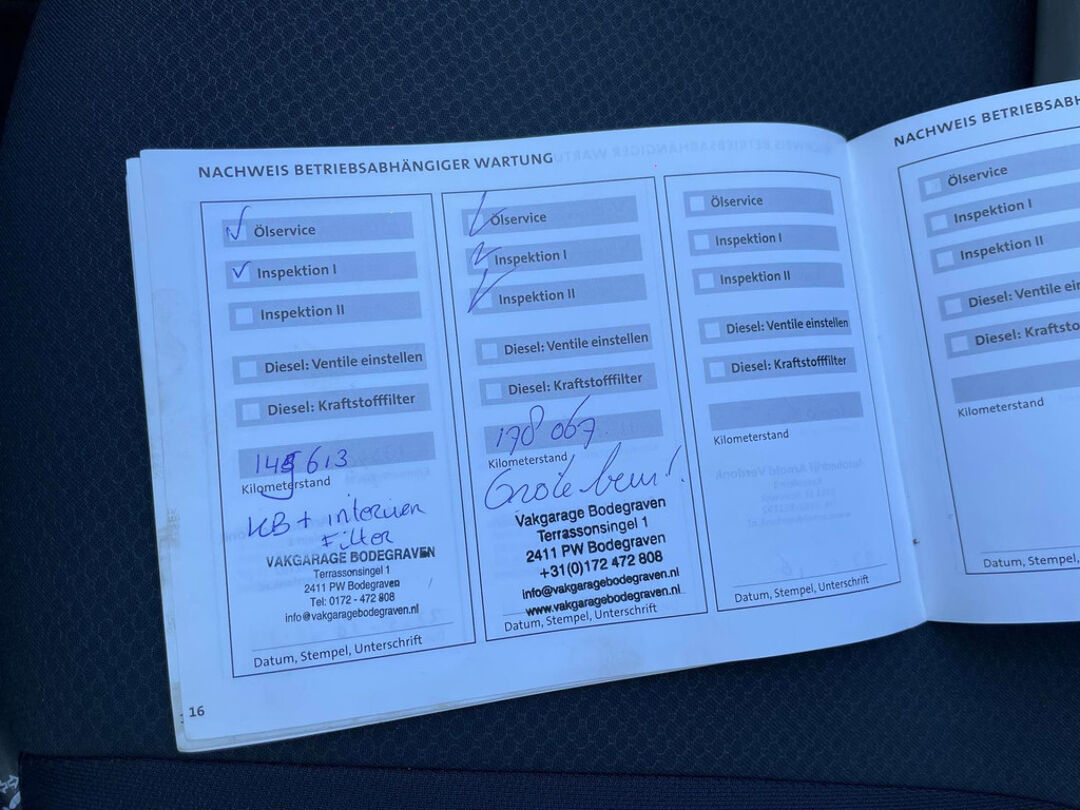 NACHWEIS BETRIEBSABHÄNGIGER WARTUNG
Ölservice
Inspektion I
Inspektion II
Diesel: Ventile einstellen
Diesel: Kraftstofffilter
145 613
Kilometerstand
KB + interieur
Filter
VAKGARAGE BODEGRAVEN
Terrassonsingel 1
2411 PW Bodegraven
Tel: 0172 - 472 808
info@vakgaragebodegraven.nl
Datum, Stempel, Unterschrift
Ölservice
Inspektion I
Inspektion II
Diesel: Ventile einstellen
Diesel: Kraftstofffilter
178 067
Kilometerstand
Grote beurt
Vakgarage Bodegraven
Terrassonsingel 1
2411 PW Bodegraven
+31(0)172 472 808
info@vakgaragebodegraven.nl
www.vakgaragebodegraven.nl
Datum, Stempel, Unterschrift
Ölservice
Inspektion I
Inspektion II
Diesel: Ventile einstellen
Diesel: Kraftstofffilter
Kilometerstand
Datum, Stempel, Unterschrift
16
NACHWEIS BETRIEBSABH
Ölservice
Inspektion I
Inspektion II
Diesel: Ventile ein
Diesel: Kraftstoff
Kilometerstand
Datum, Stempel,